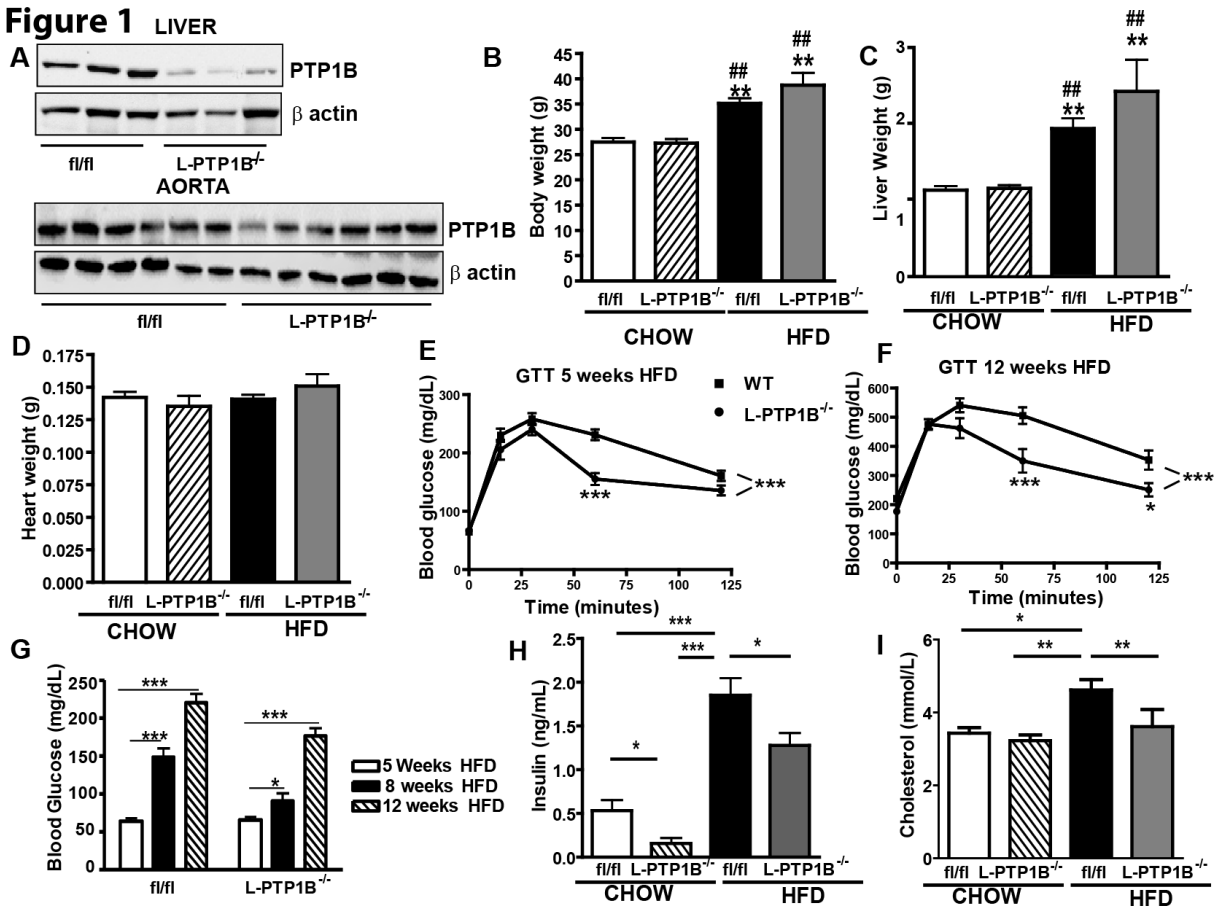 Figure 1
LIVER
A
PTP1B
β actin
fl/fl L-PTP1B-/-
AORTA
PTP1B
β actin
fl/fl L-PTP1B-/-
B
Body weight (g)
45
40
35
30
25
20
15
10
5
0
##
**
##
**
fl/fl L-PTP1B-/- fl/fl L-PTP1B-/-
CHOW HFD
C
Liver Weight (g)
3
2
1
0
##
**
##
**
fl/fl L-PTP1B-/- fl/fl L-PTP1B-/-
CHOW HFD
D
Heart weight (g)
0.175
0.150
0.125
0.100
0.075
0.050
0.025
0.000
fl/fl L-PTP1B-/- fl/fl L-PTP1B-/-
CHOW HFD
E
GTT 5 weeks HFD
WT
L-PTP1B-/-
Blood glucose (mg/dL)
300
200
100
0
***
***
0 25 50 75 100 125
Time (minutes)
F
GTT 12 weeks HFD
Blood glucose (mg/dL)
600
500
400
300
200
100
0
***
*
***
0 25 50 75 100 125
Time (minutes)
G
Blood Glucose (mg/dL)
250
200
150
100
50
0
***
***
***
*
fl/fl L-PTP1B-/-
5 Weeks HFD
8 weeks HFD
12 weeks HFD
H
Insulin (ng/mL)
2.5
2.0
1.5
1.0
0.5
0.0
***
***
*
*
fl/fl L-PTP1B-/- fl/fl L-PTP1B-/-
CHOW HFD
I
Cholesterol (mmol/L)
6
4
2
0
*
**
**
fl/fl L-PTP1B-/- fl/fl L-PTP1B-/-
CHOW HFD